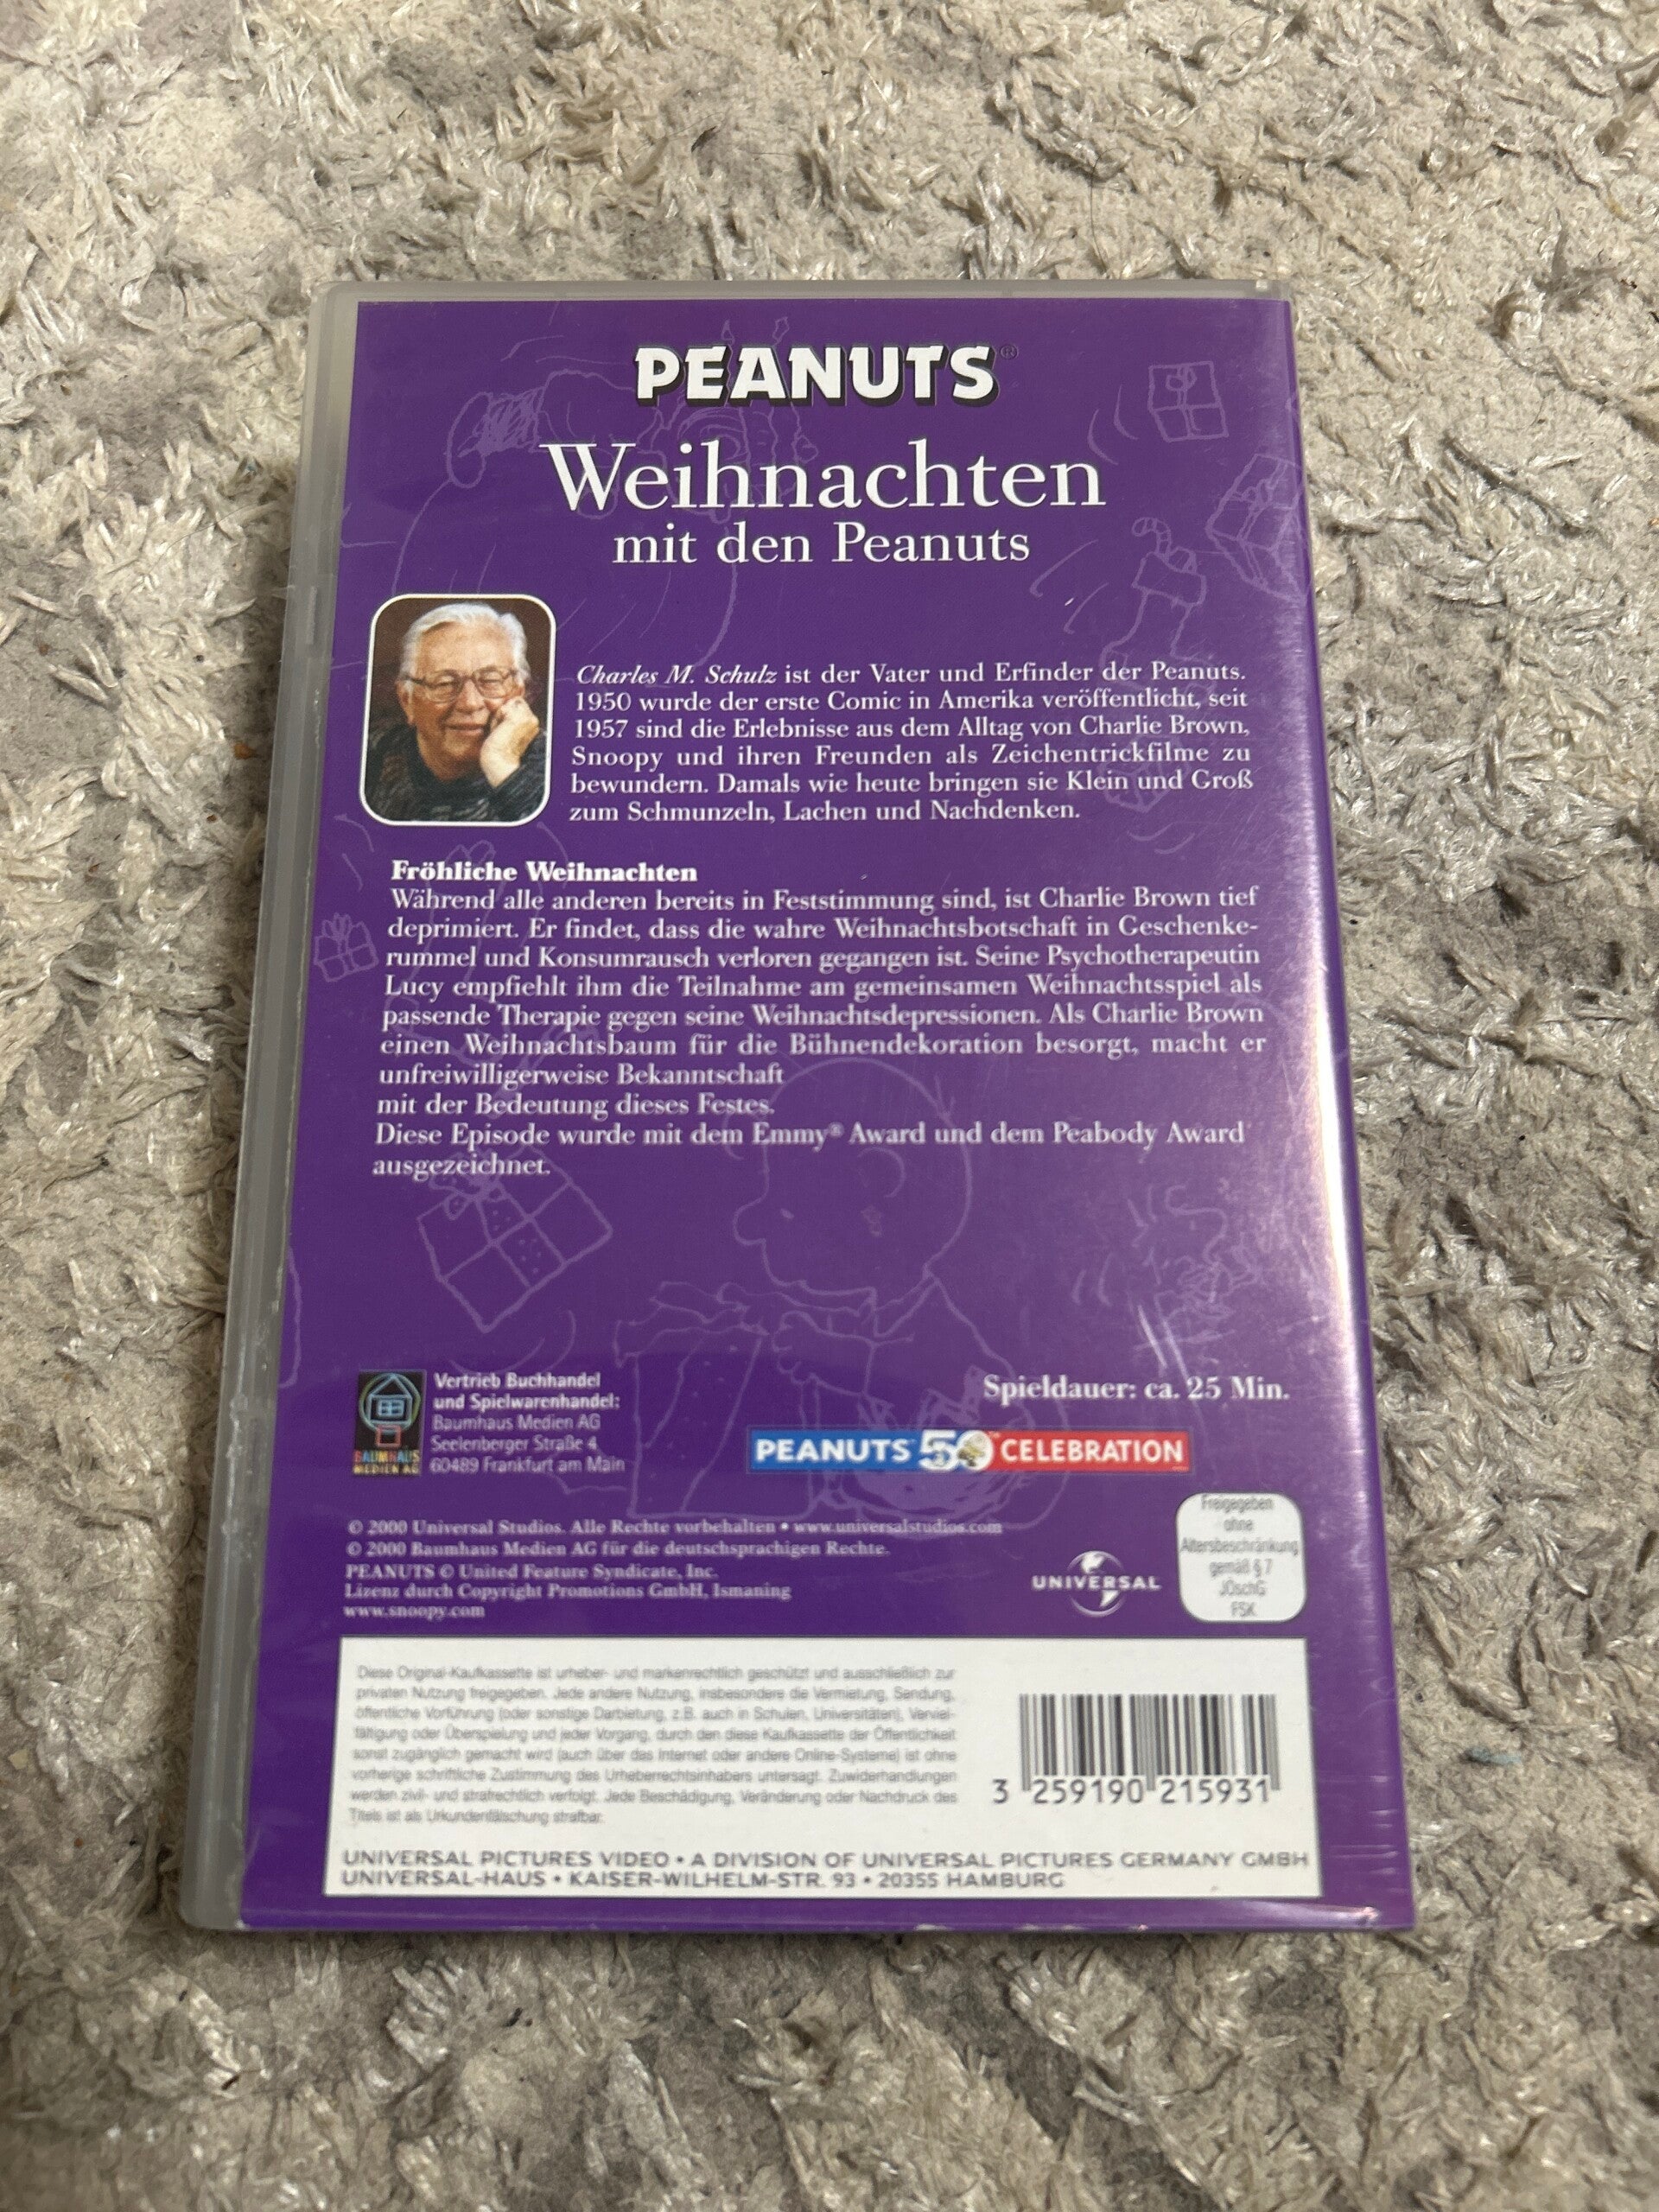 PEANUTS®
Weihnachten
mit den Peanuts
Charles M. Schulz ist der Vater und Erfinder der Peanuts.
1950 wurde der erste Comic in Amerika veröffentlicht, seit
1957 sind die Erlebnisse aus dem Alltag von Charlie Brown,
Snoopy und ihren Freunden als Zeichentrickfilme zu
bewundern. Damals wie heute bringen sie Klein und Groß
zum Schmunzeln, Lachen und Nachdenken.
Fröhliche Weihnachten
Während alle anderen bereits in Feststimmung sind, ist Charlie Brown tief
deprimiert. Er findet, dass die wahre Weihnachtsbotschaft in Geschenke-
rummel und Konsumrausch verloren gegangen ist. Seine Psychotherapeutin
Lucy empfiehlt ihm die Teilnahme am gemeinsamen Weihnachtsspiel als
passende Therapie gegen seine Weihnachtsdepressionen. Als Charlie Brown
einen Weihnachtsbaum für die Bühnendekoration besorgt, macht er
unfreiwilligerweise Bekanntschaft
mit der Bedeutung dieses Festes.
Diese Episode wurde mit dem Emmy® Award und dem Peabody Award
ausgezeichnet.
Vertrieb Buchhandel
und Spielwarenhandel:
Baumhaus Medien AG
Seelenberger Straße 4
60489 Frankfurt am Main
BAUMHAUS
MEDIEN AG
Spieldauer: ca. 25 Min.
PEANUTS 50 CELEBRATION
© 2000 Universal Studios. Alle Rechte vorbehalten • www.universalstudios.com
© 2000 Baumhaus Medien AG für die deutschsprachigen Rechte.
PEANUTS © United Feature Syndicate, Inc.
Lizenz durch Copyright Promotions GmbH, Ismaning
www.snoopy.com
UNIVERSAL
Freigegeben
ohne
Altersbeschränkung
gemäß § 7
JÖSchG
FSK
Diese Original-Kaufkassette ist urheber- und markenrechtlich geschützt und ausschließlich zur
privaten Nutzung freigegeben. Jede andere Nutzung, insbesondere die Vermietung, Sendung,
öffentliche Vorführung (oder sonstige Darbietung, z.B. auch in Schulen, Universitäten), Verviel-
fältigung oder Überspielung und jeder Vorgang, durch den diese Kaufkassette der Öffentlichkeit
sonst zugänglich gemacht wird (auch über das Internet oder andere Online-Systeme) ist ohne
vorherige schriftliche Zustimmung des Urheberrechtsinhabers untersagt. Zuwiderhandlungen
werden zivil- und strafrechtlich verfolgt. Jede Beschädigung, Veränderung oder Nachdruck des
Titels ist als Urkundenfälschung strafbar.
3 259190 215931
UNIVERSAL PICTURES VIDEO • A DIVISION OF UNIVERSAL PICTURES GERMANY GMBH
UNIVERSAL-HAUS • KAISER-WILHELM-STR. 93 • 20355 HAMBURG